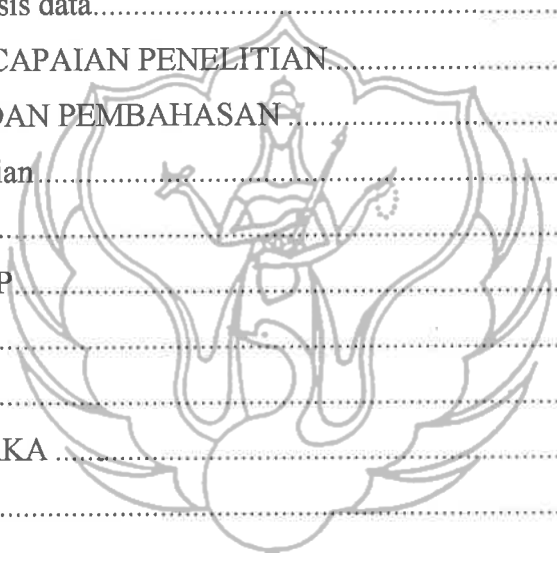 sis data..........................................................
CAPAIAN PENELITIAN..............................
DAN PEMBAHASAN ...................................
ian..................................................................
........................................................................
P.....................................................................
........................................................................
........................................................................
KA .................................................................
........................................................................